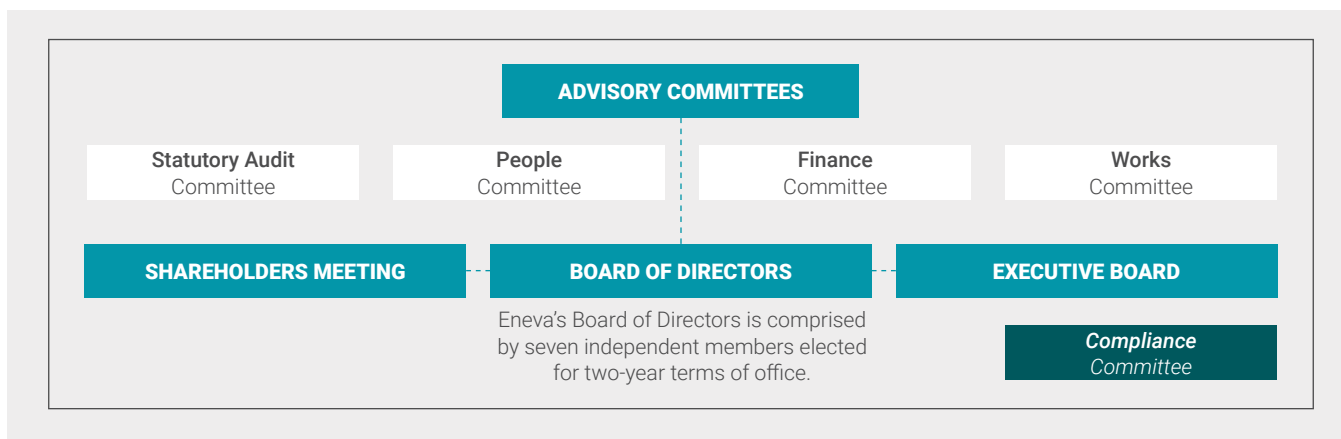 ADVISORY COMMITTEES
Statutory Audit
Committee
People
Committee
Finance
Committee
Works
Committee
SHAREHOLDERS MEETING
BOARD OF DIRECTORS
EXECUTIVE BOARD
Eneva's Board of Directors is comprised
by seven independent members elected
for two-year terms of office.
Compliance
Committee